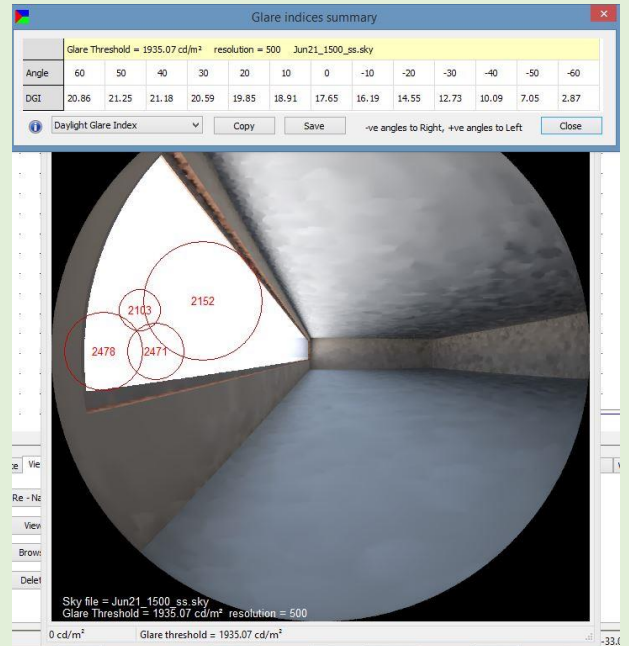 Glare indices summary
Glare Threshold = 1935.07 cd/m² resolution = 500 Jun21_1500_ss.sky
Angle 60 50 40 30 20 10 0 -10 -20 -30 -40 -50 -60
DGI 20.86 21.25 21.18 20.59 19.85 18.91 17.65 16.19 14.55 12.73 10.09 7.05 2.87
Daylight Glare Index Copy Save -ve angles to Right, +ve angles to Left Close
2152
2103
2478 2471
Vie
Re - Na
View
Brows
Delet
Sky file = Jun21_1500_ss.sky
Glare Threshold = 1935.07 cd/m² resolution = 500
0 cd/m² Glare threshold = 1935.07 cd/m²
-33.0